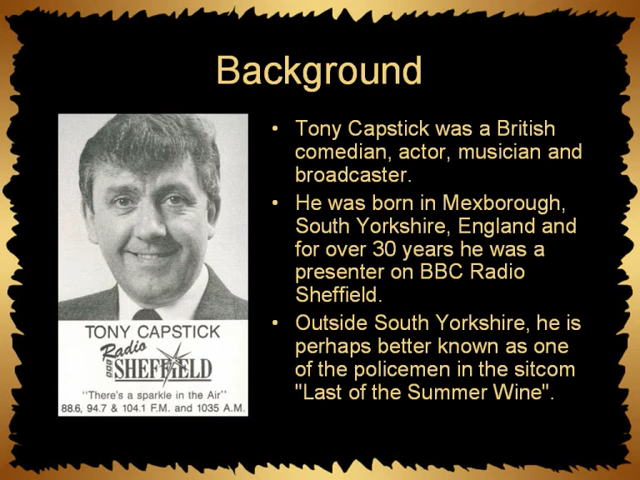 Background
• Tony Capstick was a British
comedian, actor, musician and
broadcaster.
• He was born in Mexborough,
South Yorkshire, England and
for over 30 years he was a
presenter on BBC Radio
Sheffield.
• Outside South Yorkshire, he is
perhaps better known as one
of the policemen in the sitcom
"Last of the Summer Wine".
TONY CAPSTICK
Radio
BBC SHEFFIELD
"There's a sparkle in the Air"
88.6, 94.7 & 104.1 F.M. and 1035 A.M.